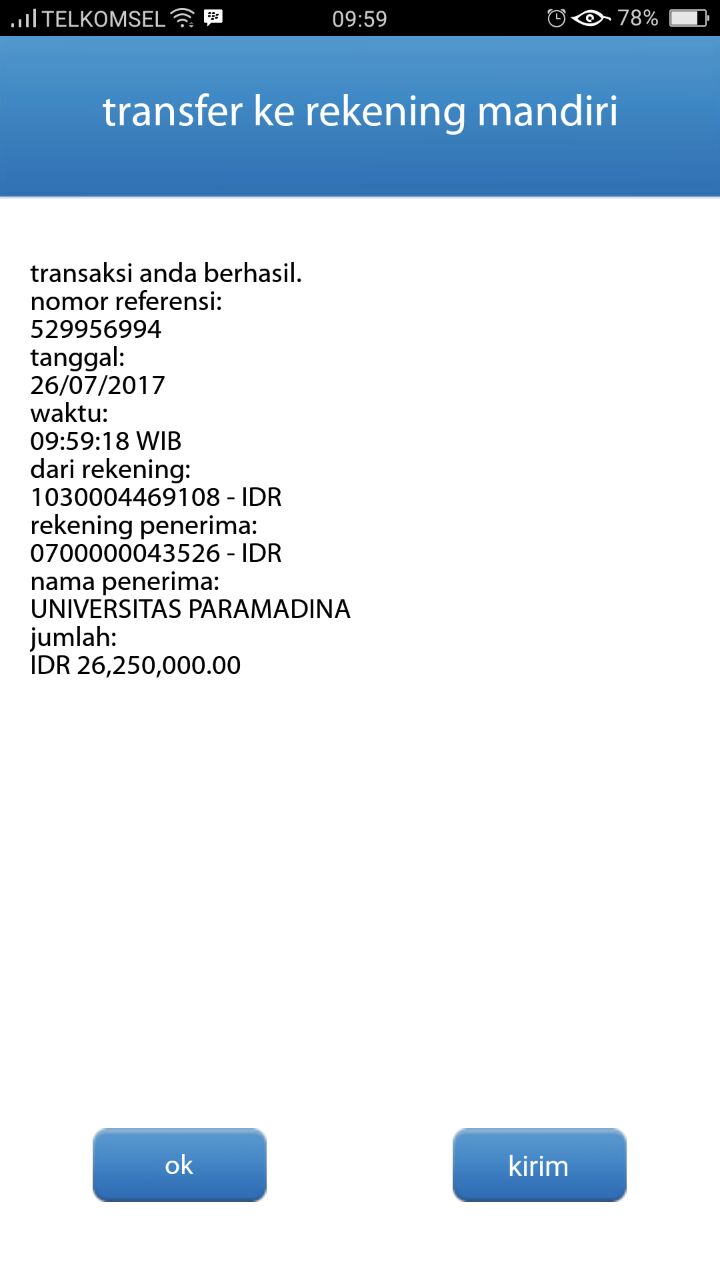 TELKOMSEL 09:59 78%
transfer ke rekening mandiri
transaksi anda berhasil.
nomor referensi:
529956994
tanggal:
26/07/2017
waktu:
09:59:18 WIB
dari rekening:
1030004469108 - IDR
rekening penerima:
0700000043526 - IDR
nama penerima:
UNIVERSITAS PARAMADINA
jumlah:
IDR 26,250,000.00
ok kirim